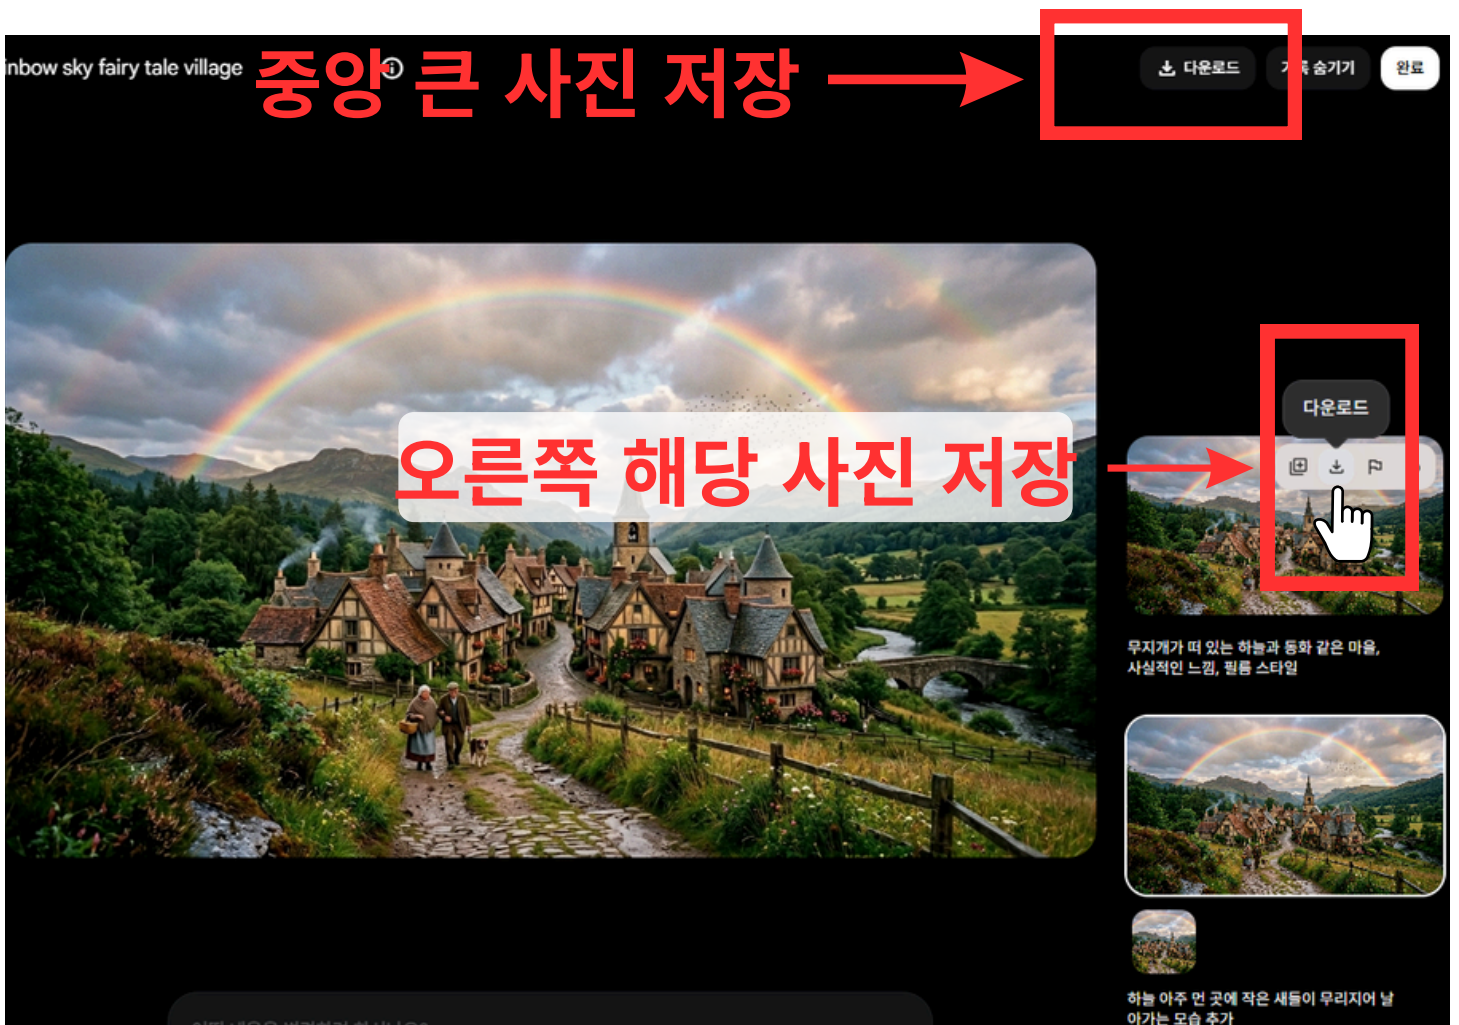 inbow sky fairy tale village
중앙 큰 사진 저장
다운로드
숨기기
완료
다운로드
오른쪽 해당 사진 저장
무지개가 떠 있는 하늘과 동화 같은 마을,
사실적인 느낌, 필름 스타일
하늘 아주 먼 곳에 작은 새들이 무리지어 날
아가는 모습 추가